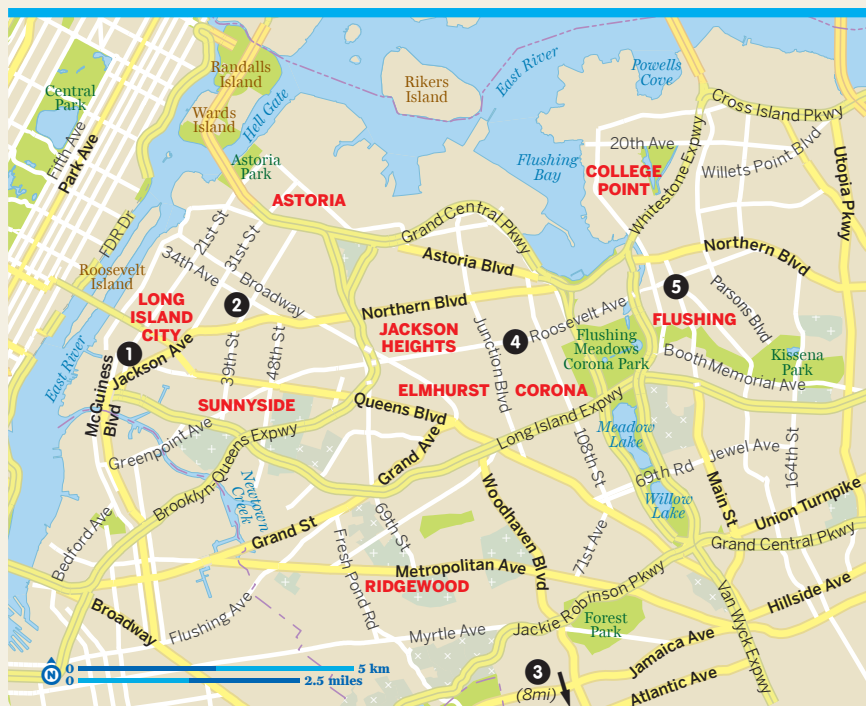 Randalls
Island
Central
Park
Wards
Island
Hell Gate
Rikers
Island
East River
Powells
Cove
Cross Island Pkwy
Fifth Ave
Park Ave
Astoria
Park
20th Ave
Flushing
Bay
COLLEGE
POINT
Whitestone Expwy
Willets Point Blvd
Utopia Pkwy
ASTORIA
FDR Dr
21st St
31st St
Grand Central Pkwy
Astoria Blvd
Northern Blvd
34th Ave
Broadway
Roosevelt
Island
LONG
ISLAND
CITY
2
Northern Blvd
5
Parsons Blvd
Roosevelt Ave
FLUSHING
JACKSON
HEIGHTS
Junction Blvd
4
Flushing
Meadows
Corona Park
Booth Memorial Ave
Kissena
Park
East River
1
Jackson Ave
39th St
48th St
McGuiness
Blvd
SUNNYSIDE
ELMHURST
CORONA
Queens Blvd
Grand Ave
Long Island Expwy
Greenpoint Ave
Brooklyn-Queens Expwy
Meadow
Lake
108th St
69th Rd
Jewel Ave
164th St
Newtown
Creek
Woodhaven Blvd
Willow
Lake
Main St
Union Turnpike
Bedford Ave
Grand St
69th St
Fresh Pond Rd
71st Ave
Grand Central Pkwy
Metropolitan Ave
RIDGEWOOD
Jackie Robinson Pkwy
Van Wyck Expwy
Hillside Ave
Broadway
Flushing Ave
Myrtle Ave
Forest
Park
Jamaica Ave
Atlantic Ave
3
(8mi)
N
0 5 km
0 2.5 miles